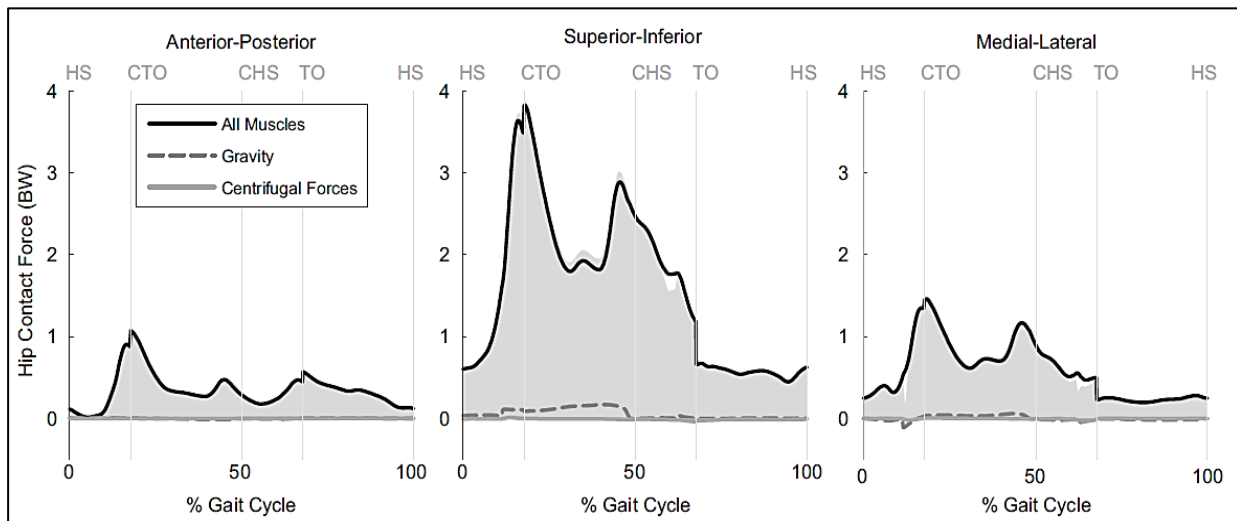 Anterior-Posterior
Superior-Inferior
Medial-Lateral
HS CTO CHS TO HS
HS CTO CHS TO HS
HS CTO CHS TO HS
Hip Contact Force (BW)
4
3
2
1
0
All Muscles
Gravity
Centrifugal Forces
0 50 100
% Gait Cycle
4
3
2
1
0
0 50 100
% Gait Cycle
4
3
2
1
0
0 50 100
% Gait Cycle